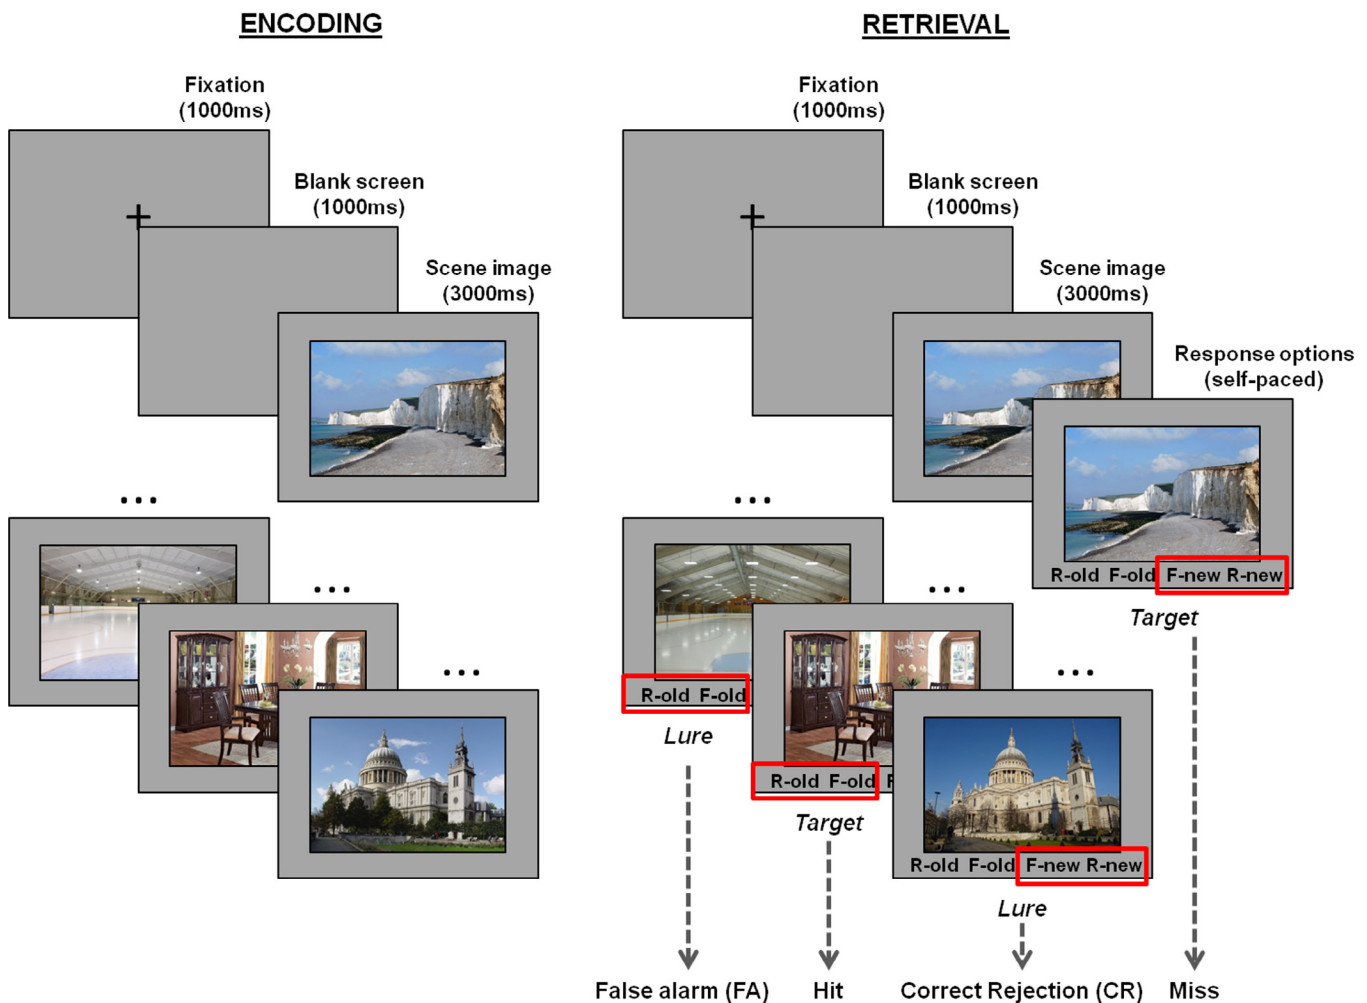 ENCODING
RETRIEVAL
Fixation
(1000ms)
Blank screen
(1000ms)
Scene image
(3000ms)
...
...
...
Fixation
(1000ms)
Blank screen
(1000ms)
Scene image
(3000ms)
Response options
(self-paced)
R-old F-old F-new R-new
Target
...
...
...
R-old F-old
Lure
R-old F-old F
Target
R-old F-old F-new R-new
Lure
False alarm (FA)
Hit
Correct Rejection (CR)
Miss